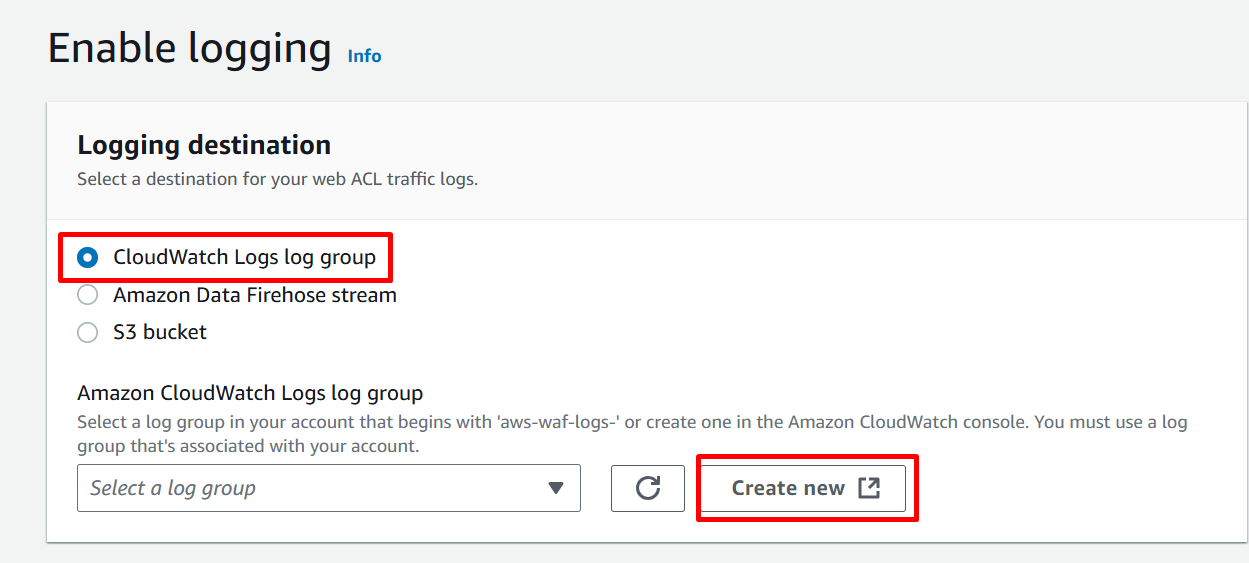 Enable logging Info
Logging destination
Select a destination for your web ACL traffic logs.
CloudWatch Logs log group
Amazon Data Firehose stream
S3 bucket
Amazon CloudWatch Logs log group
Select a log group in your account that begins with 'aws-waf-logs-' or create one in the Amazon CloudWatch console. You must use a log
group that's associated with your account.
Select a log group
Create new